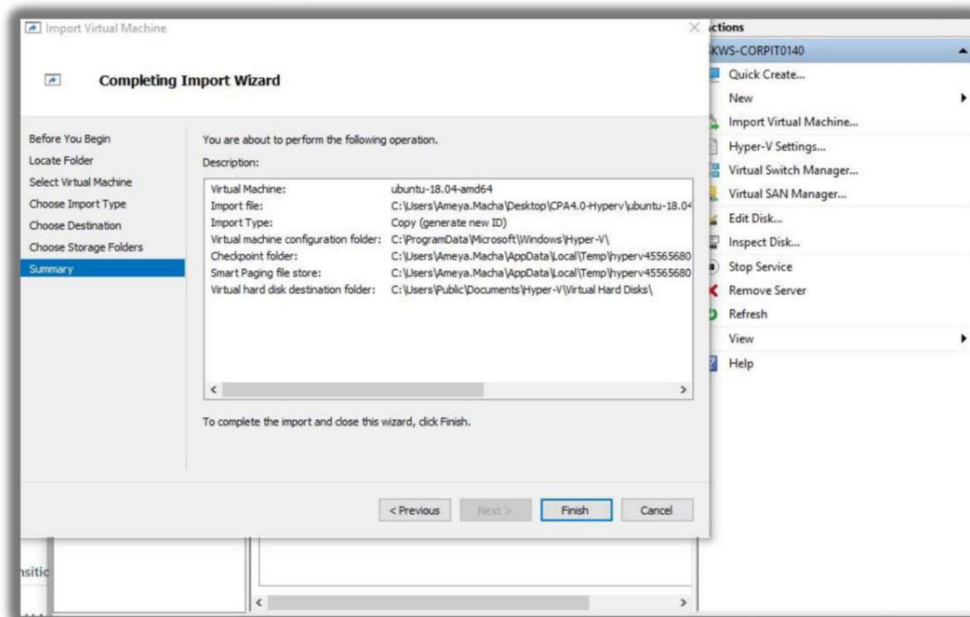 Import Virtual Machine
Completing Import Wizard
Before You Begin
Locate Folder
Select Virtual Machine
Choose Import Type
Choose Destination
Choose Storage Folders
Summary
You are about to perform the following operation.
Description:
Virtual Machine: ubuntu-18.04-amd64
Import file: C:\Users\Ameya.Macha\Desktop\CPA4.0-Hyperv\ubuntu-18.04
Import Type: Copy (generate new ID)
Virtual machine configuration folder: C:\ProgramData\Microsoft\Windows\Hyper-V\
Checkpoint folder: C:\Users\Ameya.Macha\AppData\Local\Temp\hyperv45565680
Smart Paging file store: C:\Users\Ameya.Macha\AppData\Local\Temp\hyperv45565680
Virtual hard disk destination folder: C:\Users\Public\Documents\Hyper-V\Virtual Hard Disks\
To complete the import and close this wizard, click Finish.
< Previous
Next >
Finish
Cancel
ctions
KWS-CORPIT0140
Quick Create...
New
Import Virtual Machine...
Hyper-V Settings...
Virtual Switch Manager...
Virtual SAN Manager...
Edit Disk...
Inspect Disk...
Stop Service
Remove Server
Refresh
View
Help
nsitic